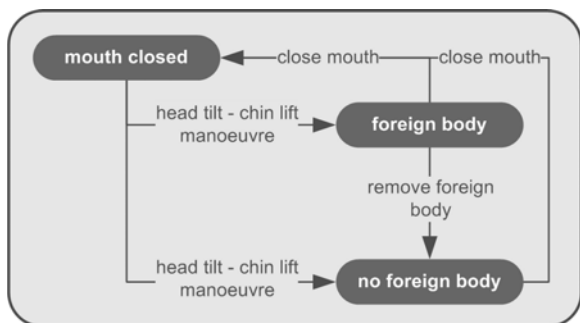 mouth closed
close mouth
close mouth
head tilt - chin lift
manoeuvre
foreign body
remove foreign
body
head tilt - chin lift
manoeuvre
no foreign body